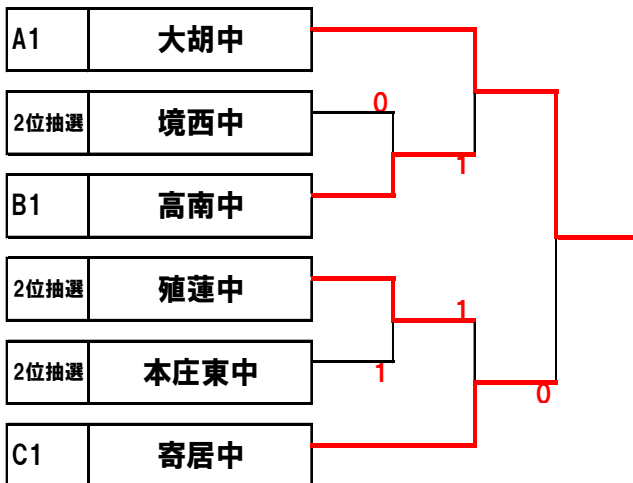 A1 大胡中
0
2位抽選 境西中
1
B1 高南中
2位抽選 殖蓮中
1
2位抽選 本庄東中
1
0
C1 寄居中